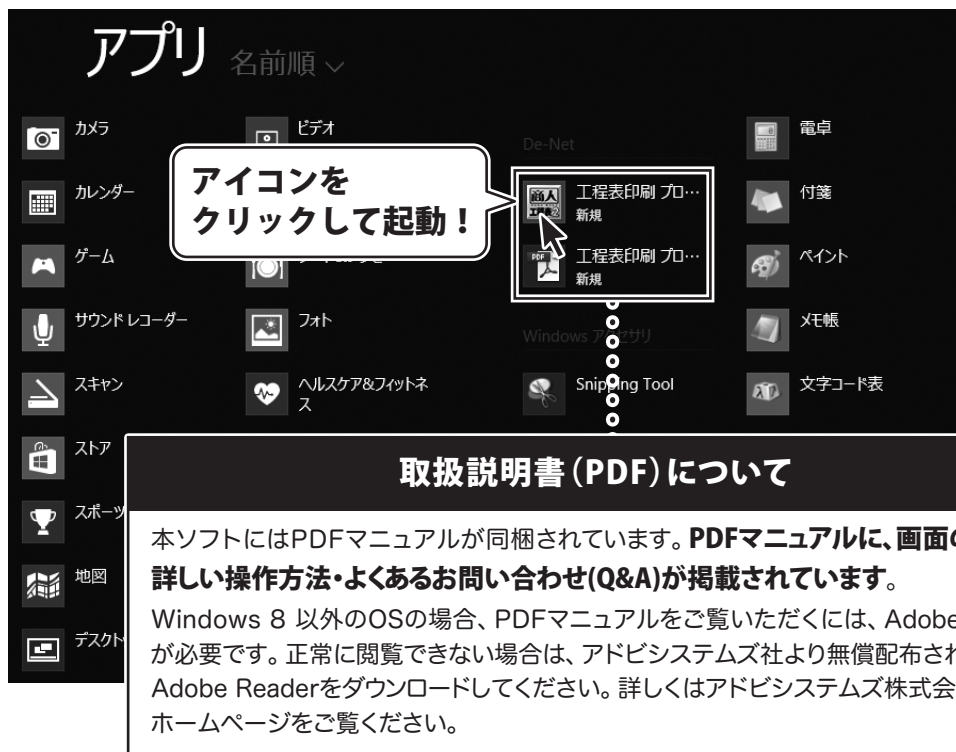 アプリ 名前順
カメラ
カレンダー
ゲーム
サウンド レコーダー
スキャン
ストア
スポーツ
地図
デスクト
ビデオ
フォト
ヘルスケア&フィットネ
ス
De-Net
工程表印刷 プロ…
新規
PDF
工程表印刷 プロ…
新規
Windows アクセサリ
Snipping Tool
電卓
付箋
ペイント
メモ帳
文字コード表
アイコンを
クリックして起動！
取扱説明書（PDF）について
本ソフトにはPDFマニュアルが同梱されています。PDFマニュアルに、画面の
詳しい操作方法・よくあるお問い合わせ(Q&A)が掲載されています。
Windows 8 以外のOSの場合、PDFマニュアルをご覧いただくには、Adobe
が必要です。正常に閲覧できない場合は、アドビシステムズ社より無償配布され
Adobe Readerをダウンロードしてください。詳しくはアドビシステムズ株式会
ホームページをご覧ください。